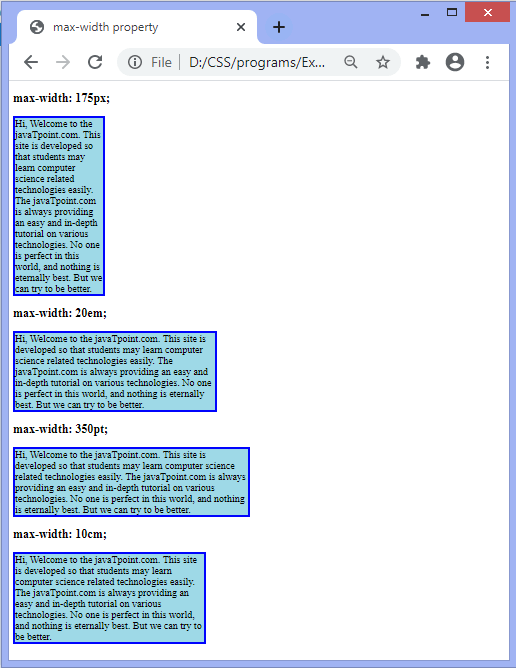 max-width property
File | D:/CSS/programs/Ex...
max-width: 175px;
Hi, Welcome to the
javaTpoint.com. This
site is developed so
that students may
learn computer
science related
technologies easily.
The javaTpoint.com
is always providing
an easy and in-depth
tutorial on various
technologies. No one
is perfect in this
world, and nothing is
eternally best. But we
can try to be better.
max-width: 20em;
Hi, Welcome to the javaTpoint.com. This site is
developed so that students may learn computer
science related technologies easily. The
javaTpoint.com is always providing an easy and
in-depth tutorial on various technologies. No one
is perfect in this world, and nothing is eternally
best. But we can try to be better.
max-width: 350pt;
Hi, Welcome to the javaTpoint.com. This site is
developed so that students may learn computer science
related technologies easily. The javaTpoint.com is always
providing an easy and in-depth tutorial on various
technologies. No one is perfect in this world, and nothing
is eternally best. But we can try to be better.
max-width: 10cm;
Hi, Welcome to the javaTpoint.com. This site
is developed so that students may learn
computer science related technologies easily.
The javaTpoint.com is always providing an
easy and in-depth tutorial on various
technologies. No one is perfect in this world,
and nothing is eternally best. But we can try to
be better.